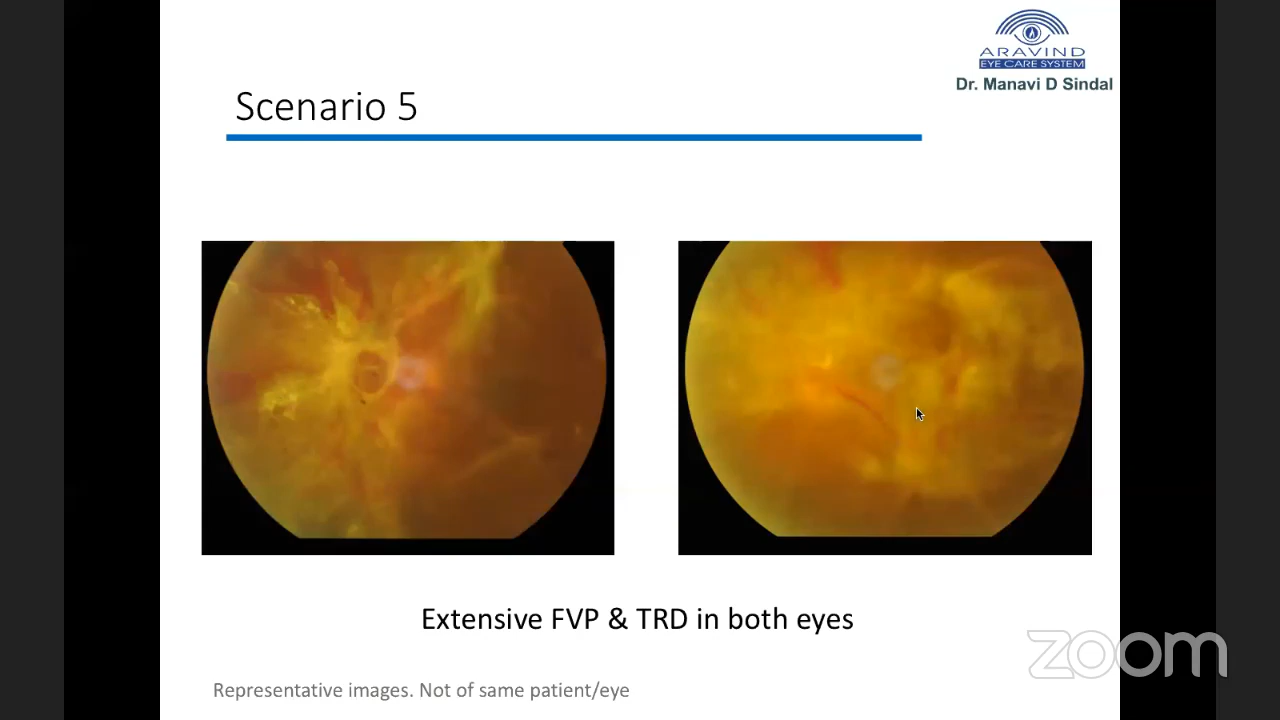 ARAVIND
EYE CARE SYSTEM
Dr. Manavi D Sindal
Scenario 5
Extensive FVP & TRD in both eyes
zoom
Representative images. Not of same patient/eye